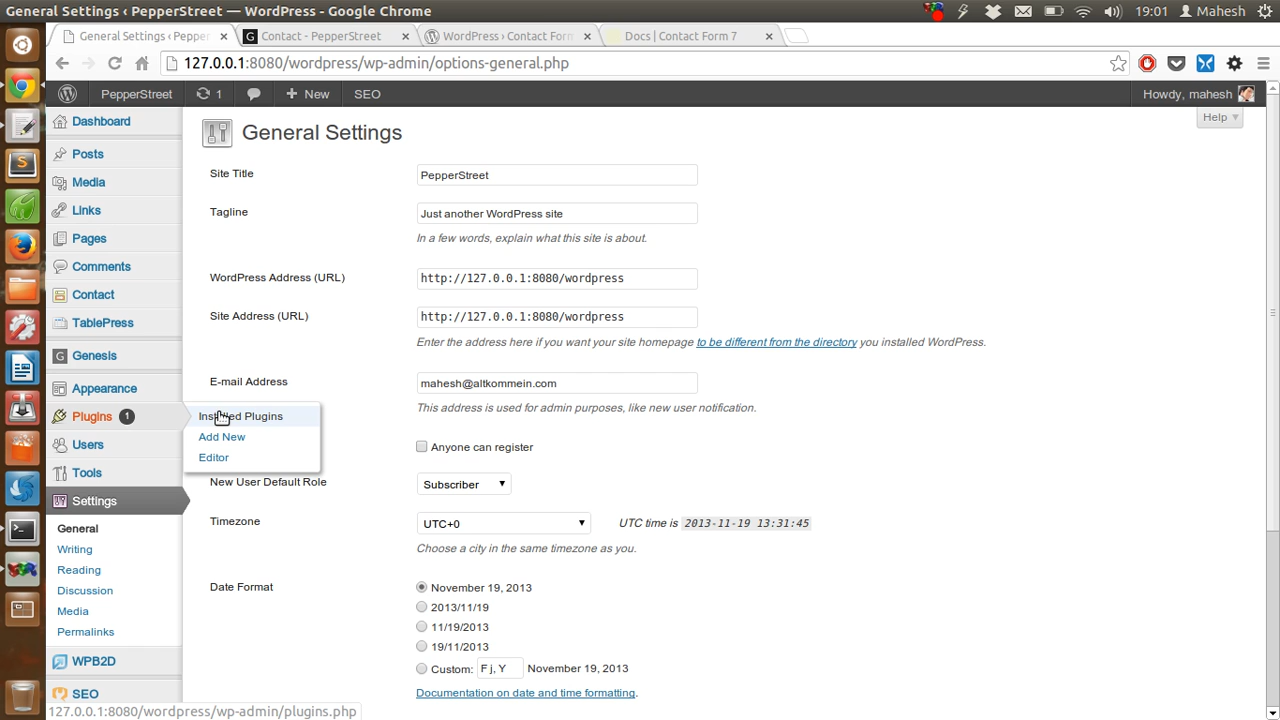 General Settings ‹ PepperStreet — WordPress - Google Chrome
19:01 Mahesh
General Settings ‹ Pepper
Contact - PepperStreet
WordPress › Contact Form
Docs | Contact Form 7
127.0.0.1:8080/wordpress/wp-admin/options-general.php
PepperStreet 1 + New SEO
Howdy, mahesh
Help
Dashboard
Posts
Media
Links
Pages
Comments
Contact
TablePress
Genesis
Appearance
Plugins 1
Users
Tools
Settings
General
Writing
Reading
Discussion
Media
Permalinks
WPB2D
SEO
Installed Plugins
Add New
Editor
General Settings
Site Title PepperStreet
Tagline Just another WordPress site
In a few words, explain what this site is about.
WordPress Address (URL) http://127.0.0.1:8080/wordpress
Site Address (URL) http://127.0.0.1:8080/wordpress
Enter the address here if you want your site homepage to be different from the directory you installed WordPress.
E-mail Address mahesh@altkommein.com
This address is used for admin purposes, like new user notification.
Anyone can register
New User Default Role Subscriber
Timezone UTC+0 UTC time is 2013-11-19 13:31:45
Choose a city in the same timezone as you.
Date Format November 19, 2013
2013/11/19
11/19/2013
19/11/2013
Custom: F j, Y November 19, 2013
Documentation on date and time formatting.
127.0.0.1:8080/wordpress/wp-admin/plugins.php